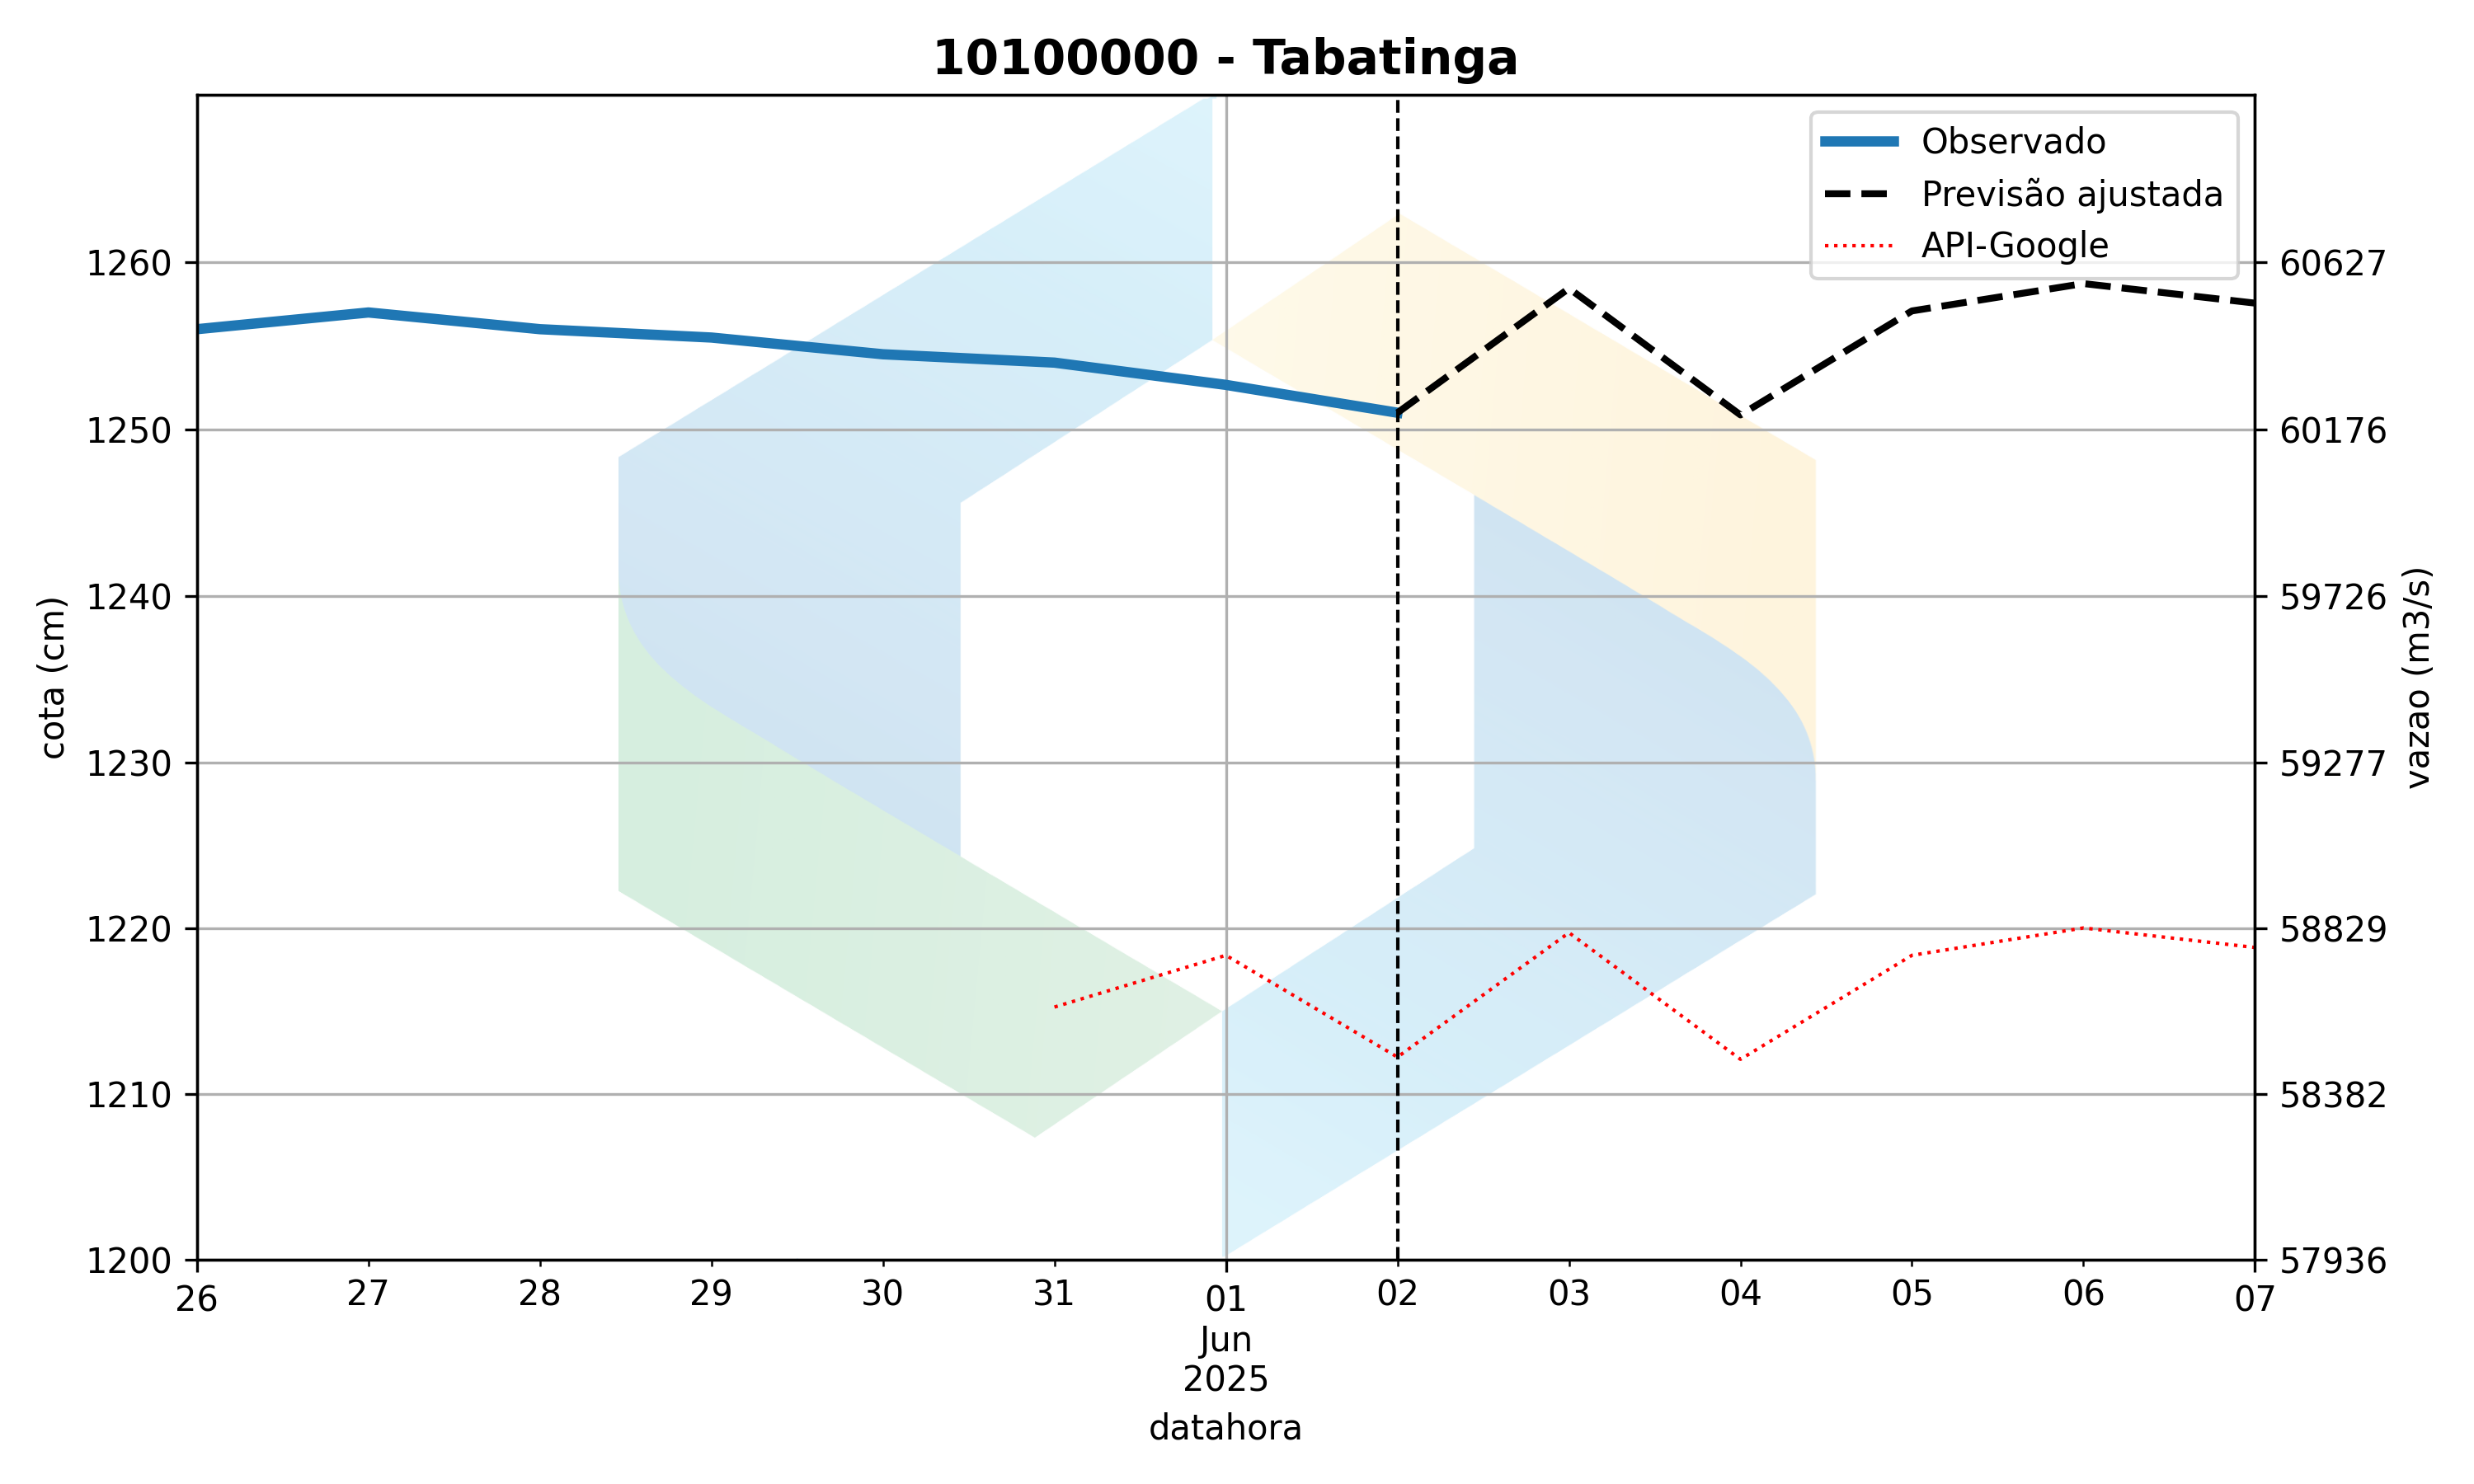 10100000 - Tabatinga
Observado
Previsão ajustada
API-Google
cota (cm)
1260
1250
1240
1230
1220
1210
1200
60627
60176
59726
59277
58829
58382
57936
vazao (m3/s)
26 27 28 29 30 31 01 02 03 04 05 06 07
Jun
2025
datahora